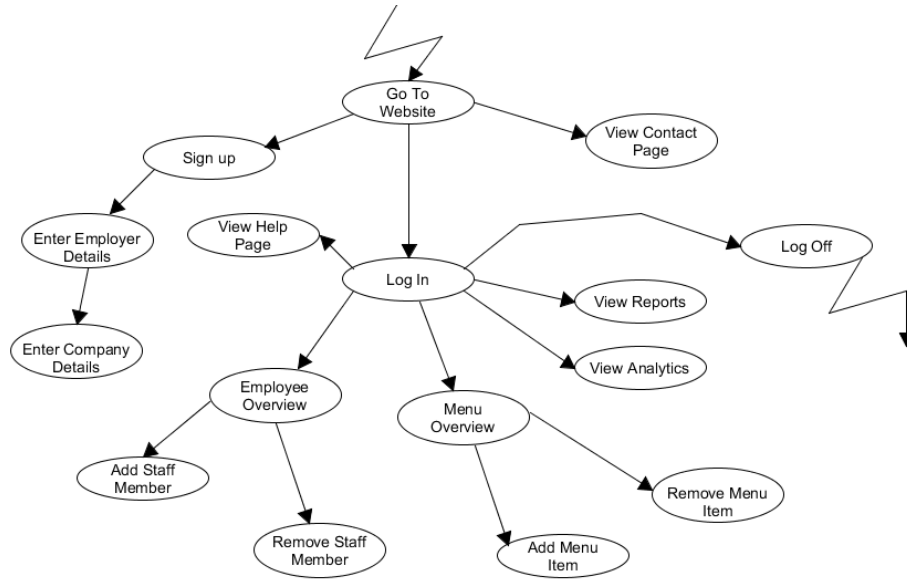 Go To
Website
View Contact
Page
Sign up
View Help
Page
Enter Employer
Details
Log Off
Log In
View Reports
Enter Company
Details
View Analytics
Employee
Overview
Menu
Overview
Add Staff
Member
Remove Menu
Item
Remove Staff
Member
Add Menu
Item